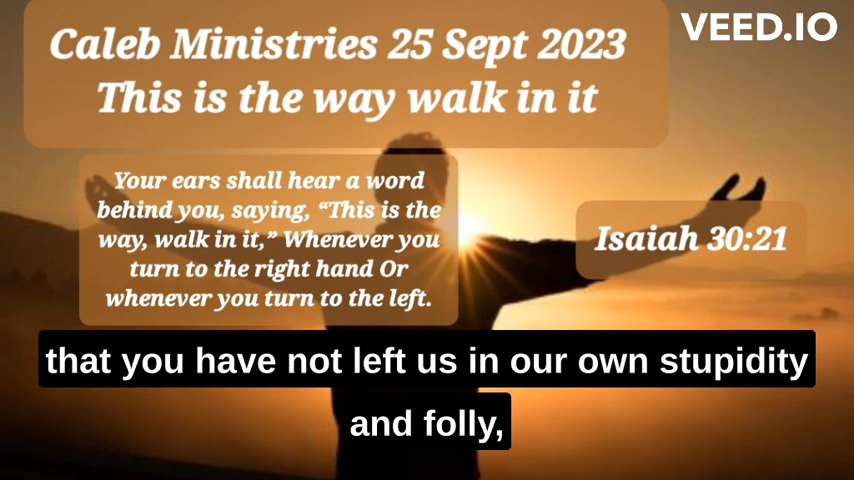 Caleb Ministries 25 Sept 2023
This is the way walk in it
VEED.IO
Your ears shall hear a word
behind you, saying, “This is the
way, walk in it,” Whenever you
turn to the right hand Or
whenever you turn to the left.
Isaiah 30:21
that you have not left us in our own stupidity
and folly,